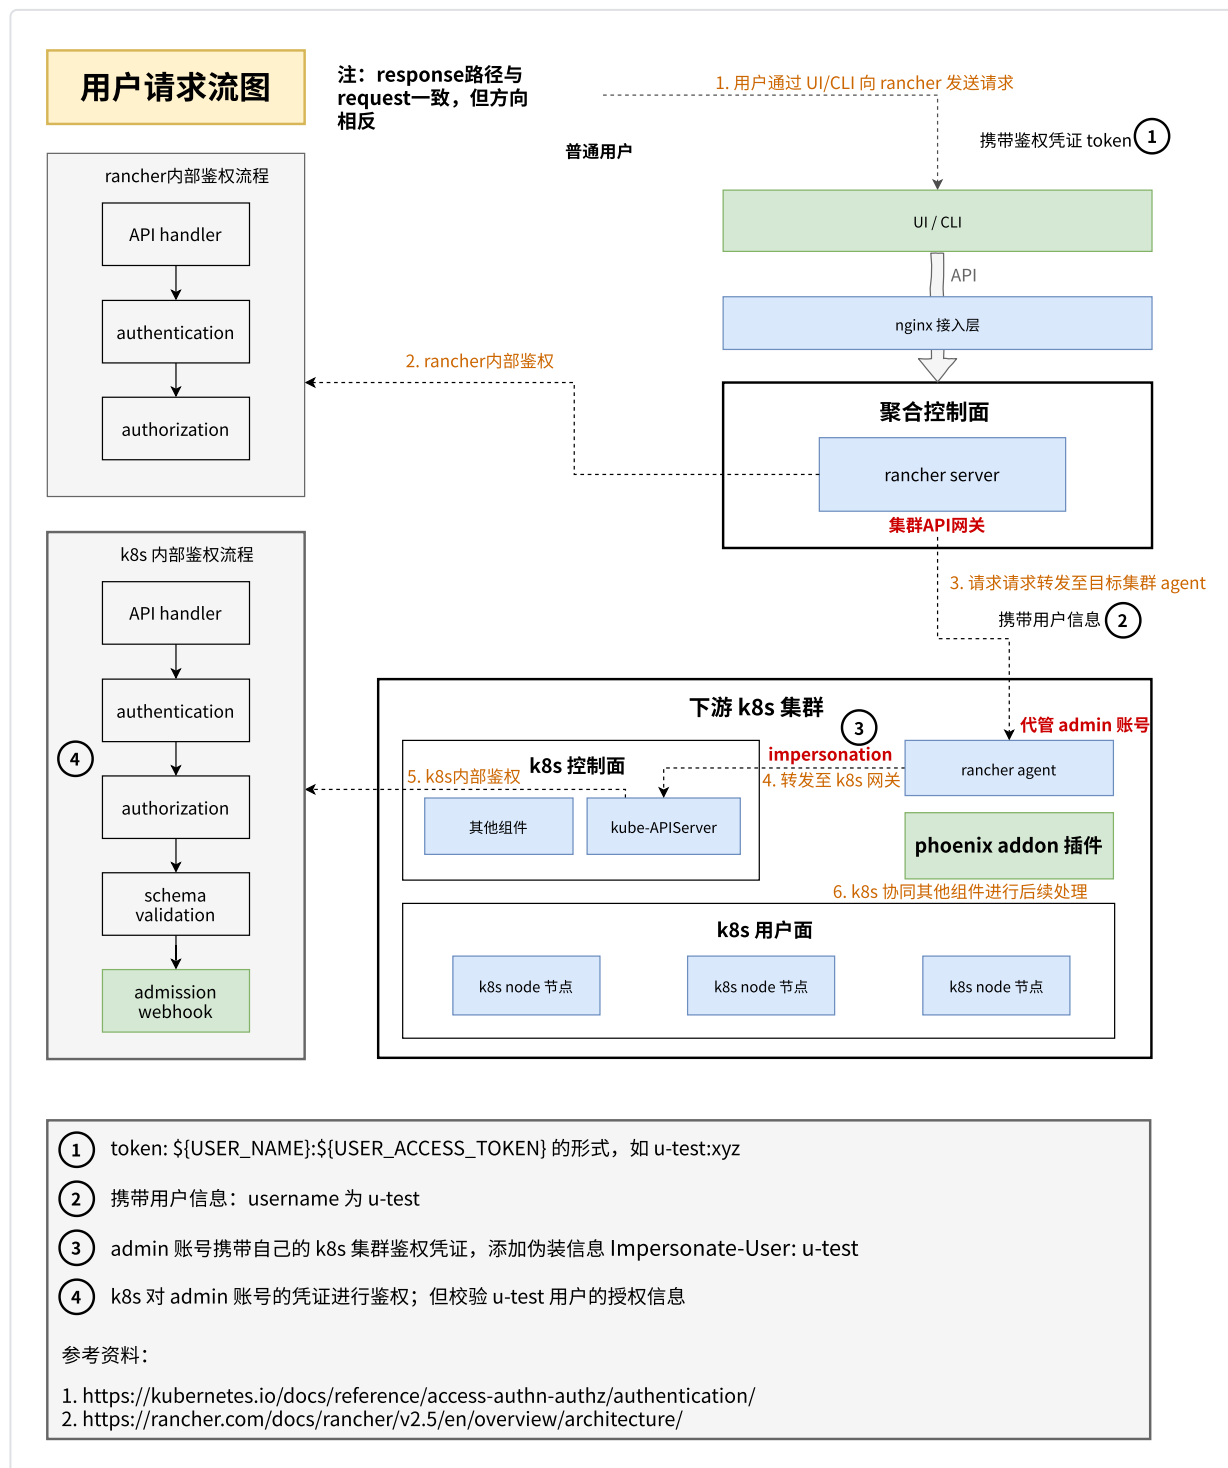 用户请求流图
注：response路径与
request一致，但方向
相反
1. 用户通过 UI/CLI 向 rancher 发送请求
携带鉴权凭证 token
1
普通用户
rancher内部鉴权流程
API handler
authentication
authorization
UI / CLI
API
nginx 接入层
2. rancher内部鉴权
聚合控制面
rancher server
集群API网关
3. 请求请求转发至目标集群 agent
携带用户信息
2
k8s 内部鉴权流程
API handler
authentication
4
authorization
schema
validation
admission
webhook
下游 k8s 集群
3
代管 admin 账号
impersonation
rancher agent
4. 转发至 k8s 网关
k8s 控制面
5. k8s内部鉴权
其他组件
kube-APIServer
phoenix addon 插件
6. k8s 协同其他组件进行后续处理
k8s 用户面
k8s node 节点
k8s node 节点
k8s node 节点
1 token: ${USER_NAME}:${USER_ACCESS_TOKEN} 的形式，如 u-test:xyz
2 携带用户信息：username 为 u-test
3 admin 账号携带自己的 k8s 集群鉴权凭证，添加伪装信息 Impersonate-User: u-test
4 k8s 对 admin 账号的凭证进行鉴权；但校验 u-test 用户的授权信息
参考资料：
1. https://kubernetes.io/docs/reference/access-authn-authz/authentication/
2. https://rancher.com/docs/rancher/v2.5/en/overview/architecture/